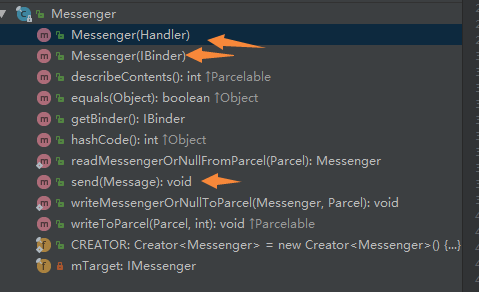 Messenger
Messenger(Handler)
Messenger(IBinder)
describeContents(): int ↑Parcelable
equals(Object): boolean ↑Object
getBinder(): IBinder
hashCode(): int ↑Object
readMessengerOrNullFromParcel(Parcel): Messenger
send(Message): void
writeMessengerOrNullToParcel(Messenger, Parcel): void
writeToParcel(Parcel, int): void ↑Parcelable
CREATOR: Creator<Messenger> = new Creator<Messenger>() {...}
mTarget: IMessenger